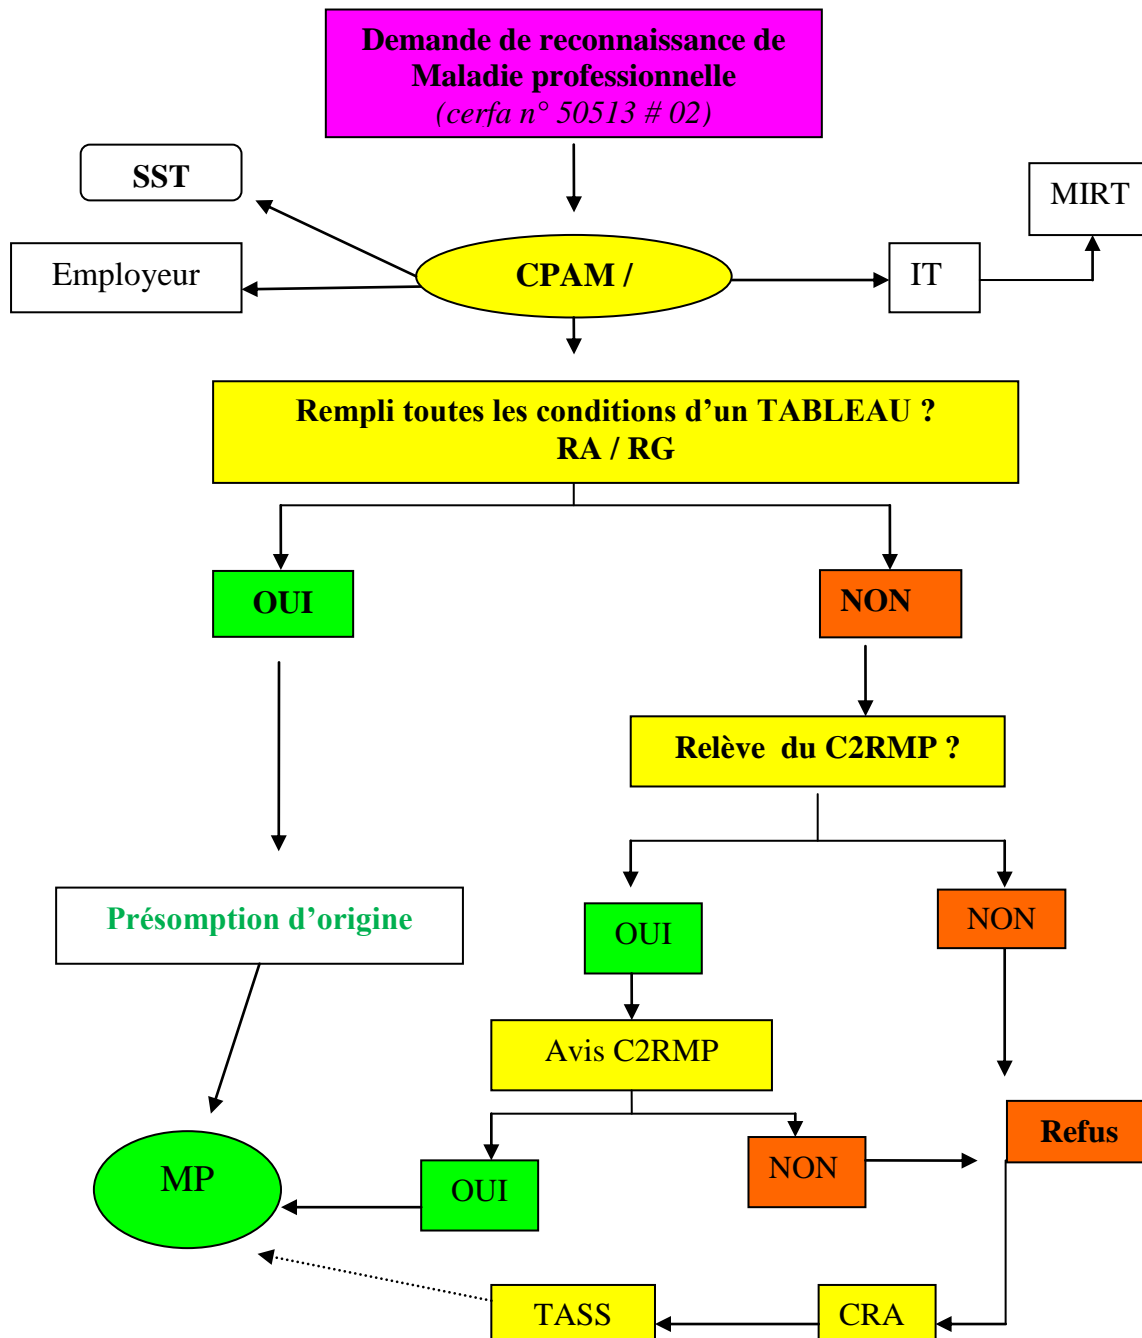 Demande de reconnaissance de
Maladie professionnelle
(cerfa n° 50513 # 02)
SST
MIRT
Employeur
CPAM /
IT
Rempli toutes les conditions d’un TABLEAU ?
RA / RG
OUI
NON
Relève du C2RMP ?
Présomption d’origine
OUI
NON
Avis C2RMP
Refus
MP
OUI
NON
TASS
CRA